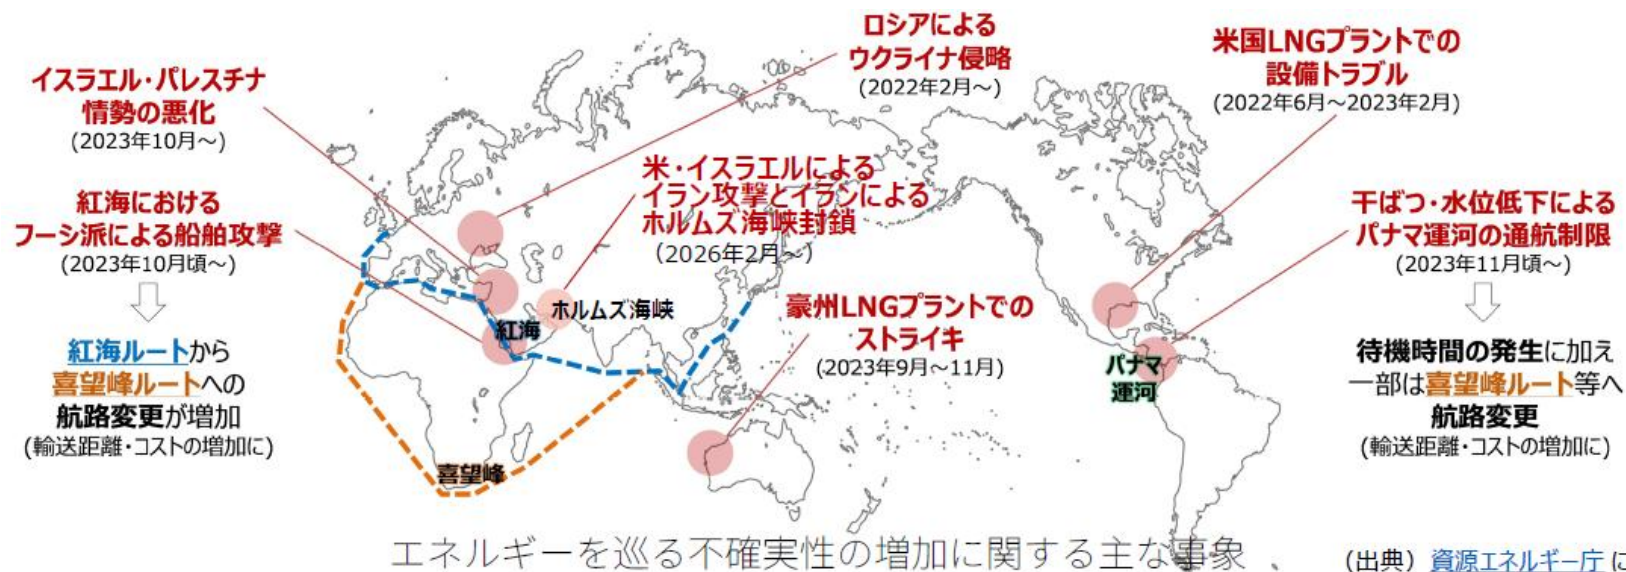 イスラエル・パレスチナ
情勢の悪化
(2023年10月～)
紅海における
フーシ派による船舶攻撃
(2023年10月頃～)
紅海ルートから
喜望峰ルートへの
航路変更が増加
(輸送距離・コストの増加に)
ロシアによる
ウクライナ侵略
(2022年2月～)
米・イスラエルによる
イラン攻撃とイランによる
ホルムズ海峡封鎖
（2026年2月～）
ホルムズ海峡
紅海
喜望峰
豪州LNGプラントでの
ストライキ
(2023年9月～11月)
米国LNGプラントでの
設備トラブル
(2022年6月～2023年2月)
パナマ
運河
干ばつ・水位低下による
パナマ運河の通航制限
(2023年11月頃～)
待機時間の発生に加え
一部は喜望峰ルート等へ
航路変更
(輸送距離・コストの増加に)
エネルギーを巡る不確実性の増加に関する主な事象
（出典）資源エネルギー庁 に